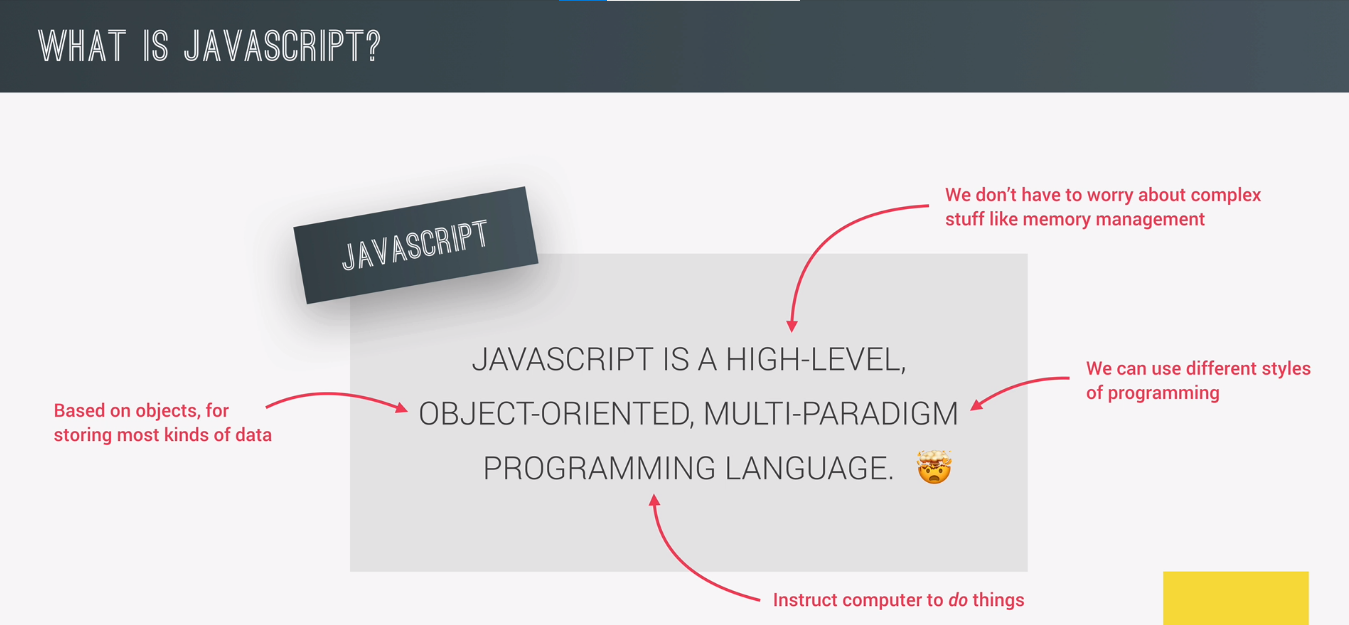 WHAT IS JAVASCRIPT?
JAVASCRIPT
We don’t have to worry about complex
stuff like memory management
JAVASCRIPT IS A HIGH-LEVEL,
OBJECT-ORIENTED, MULTI-PARADIGM
PROGRAMMING LANGUAGE. 🤯
We can use different styles
of programming
Based on objects, for
storing most kinds of data
Instruct computer to do things